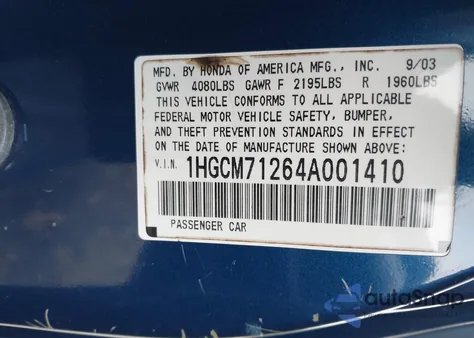 MFD. BY HONDA OF AMERICA MFG., INC. 9/03
GVWR 4080LBS GAWR F 2195LBS R 1960LBS
THIS VEHICLE CONFORMS TO ALL APPLICABLE
FEDERAL MOTOR VEHICLE SAFETY, BUMPER,
AND THEFT PREVENTION STANDARDS IN EFFECT
ON THE DATE OF MANUFACTURE SHOWN ABOVE:
V.I.N. 1HGCM71264A001410
PASSENGER CAR
autoSnap